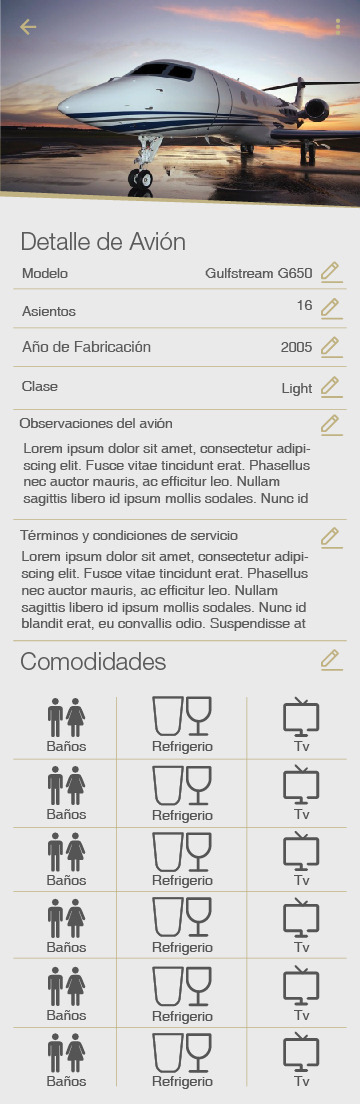 Detalle de Avión
Modelo Gulfstream G650
Asientos 16
Año de Fabricación 2005
Clase Light
Observaciones del avión
Lorem ipsum dolor sit amet, consectetur adipi-
scing elit. Fusce vitae tincidunt erat. Phasellus
nec auctor mauris, ac efficitur leo. Nullam
sagittis libero id ipsum mollis sodales. Nunc id
Términos y condiciones de servicio
Lorem ipsum dolor sit amet, consectetur adipi-
scing elit. Fusce vitae tincidunt erat. Phasellus
nec auctor mauris, ac efficitur leo. Nullam
sagittis libero id ipsum mollis sodales. Nunc id
blandit erat, eu convallis odio. Suspendisse at
Comodidades
Baños Refrigerio Tv
Baños Refrigerio Tv
Baños Refrigerio Tv
Baños Refrigerio Tv
Baños Refrigerio Tv
Baños Refrigerio Tv